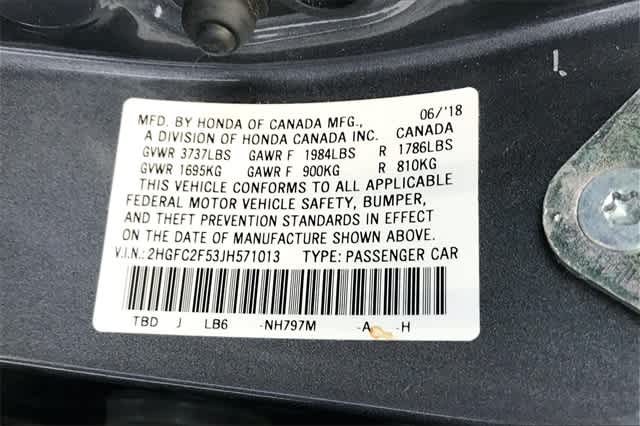 MFD. BY HONDA OF CANADA MFG., 06/'18
A DIVISION OF HONDA CANADA INC. CANADA
GVWR 3737LBS GAWR F 1984LBS R 1786LBS
GVWR 1695KG GAWR F 900KG R 810KG
THIS VEHICLE CONFORMS TO ALL APPLICABLE
FEDERAL MOTOR VEHICLE SAFETY, BUMPER,
AND THEFT PREVENTION STANDARDS IN EFFECT
ON THE DATE OF MANUFACTURE SHOWN ABOVE.
V.I.N.: 2HGFC2F53JH571013 TYPE: PASSENGER CAR
TBD J LB6 -NH797M -A -H